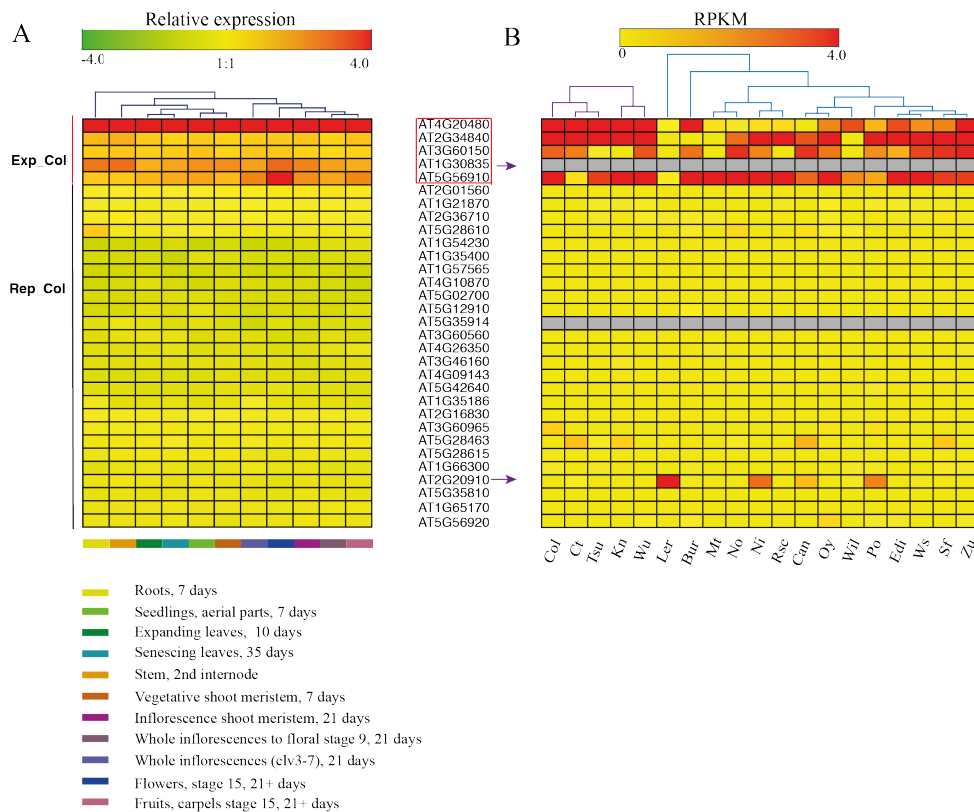 A
Relative expression
-4.0
1:1
4.0
B
RPKM
0
4.0
Exp_Col
Rep_Col
AT4G20480
AT2G34840
AT3G60150
AT1G30835
AT5G56910
AT2G01560
AT1G21870
AT2G36710
AT5G28610
AT1G54230
AT1G35400
AT1G57565
AT4G10870
AT5G02700
AT5G12910
AT5G35914
AT3G60560
AT4G26350
AT3G46160
AT4G09143
AT5G42640
AT1G35186
AT2G16830
AT3G60965
AT5G28463
AT5G28615
AT1G66300
AT2G20910
AT5G35810
AT1G65170
AT5G56920
Col Ct Tsu Kn Wu Ler Bur Mt No Ni Rsc Can Oy Wil Po Edi Ws Sf Zu
Roots, 7 days
Seedlings, aerial parts, 7 days
Expanding leaves, 10 days
Senescing leaves, 35 days
Stem, 2nd internode
Vegetative shoot meristem, 7 days
Inflorescence shoot meristem, 21 days
Whole inflorescences to floral stage 9, 21 days
Whole inflorescences (clv3-7), 21 days
Flowers, stage 15, 21+ days
Fruits, carpels stage 15, 21+ days